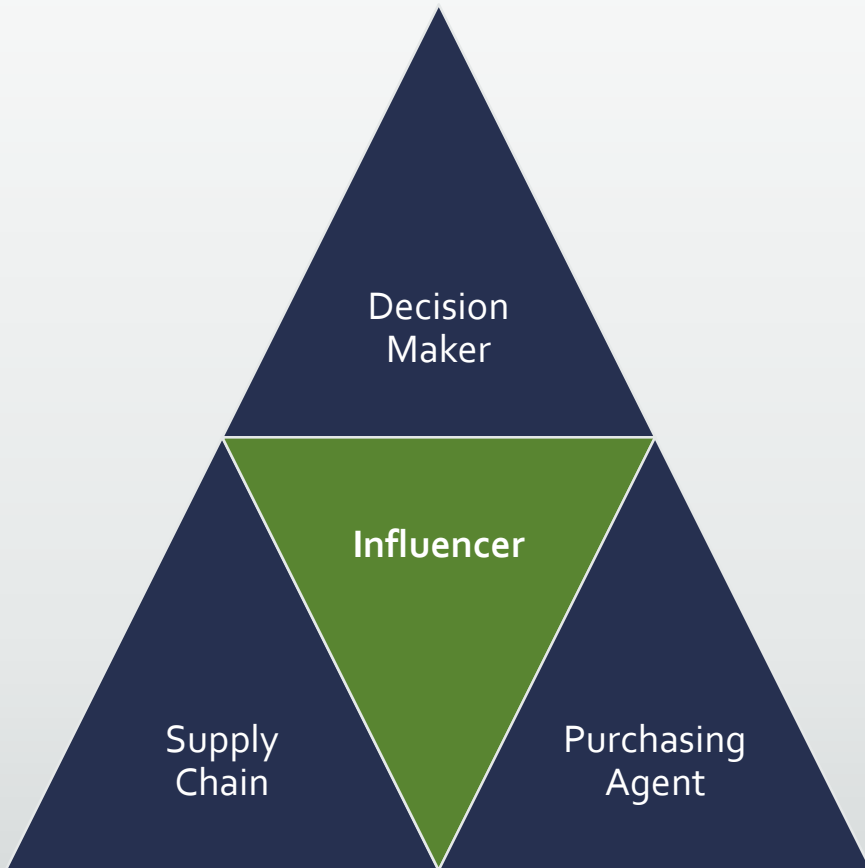 Decision
Maker
Influencer
Supply
Chain
Purchasing
Agent